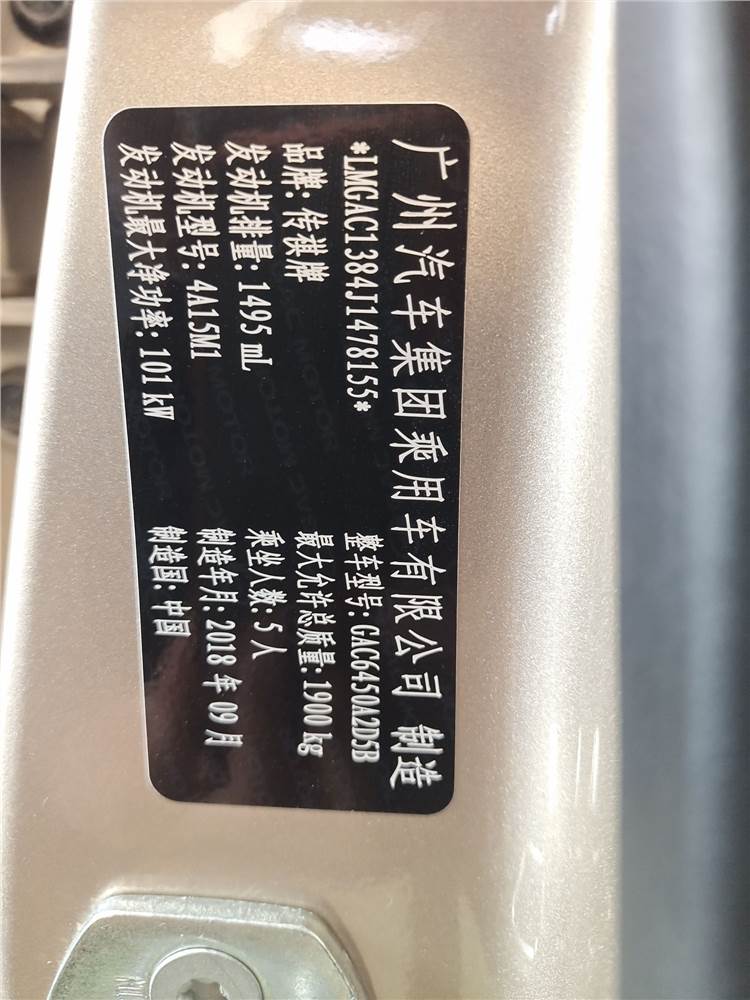 广州汽车集团乘用车有限公司 制造
*LMGAC1384J1478155*
整车型号: GAC6450A2D5B
品牌: 传祺牌
最大允许总质量: 1900 kg
发动机排量: 1495 mL
乘坐人数: 5 人
发动机型号: 4A15M1
制造年月: 2018 年 09 月
发动机最大净功率: 101 kW
制造国: 中国